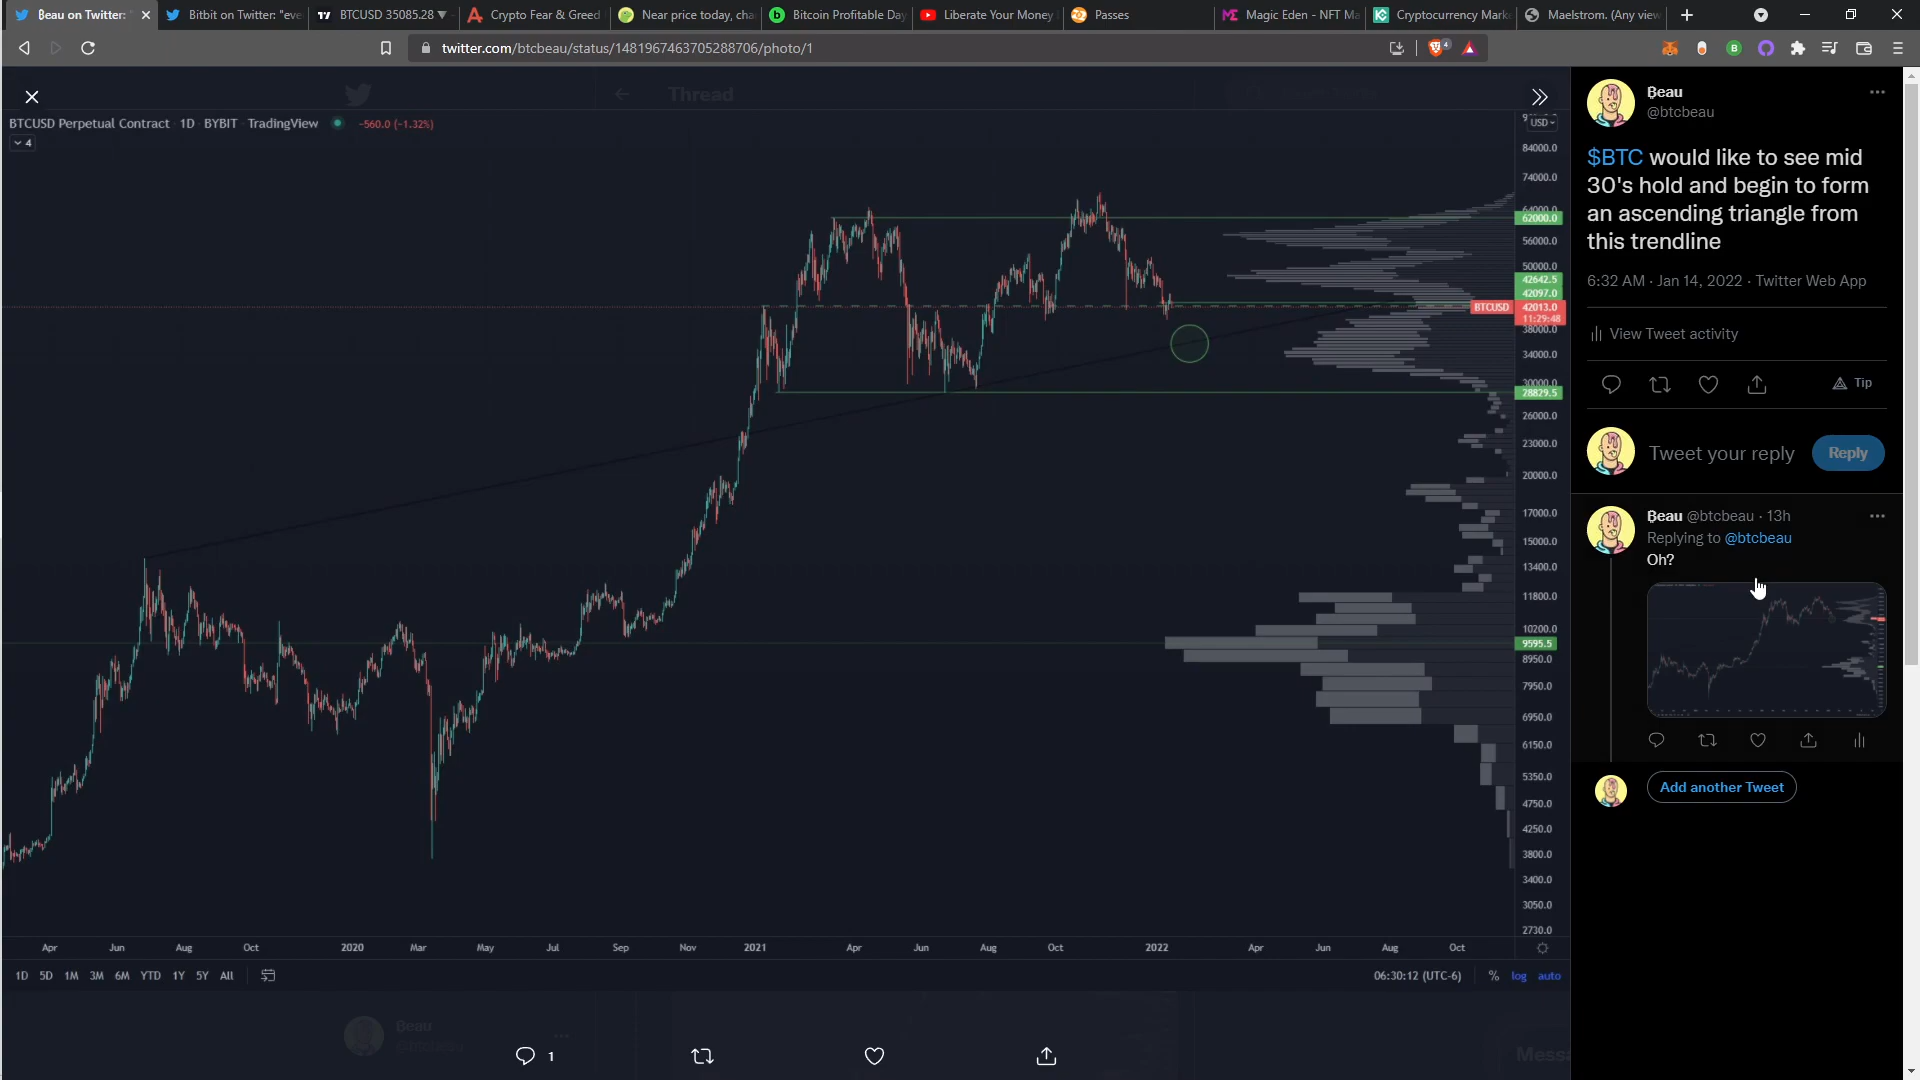 Ꞵeau on Twitter: "
Bitbit on Twitter: "eve
BTCUSD 35085.28 ▼
Crypto Fear & Greed
Near price today, cha
Bitcoin Profitable Day
Liberate Your Money
Passes
Magic Eden - NFT Ma
Cryptocurrency Mark
Maelstrom. (Any view
twitter.com/btcbeau/status/1481967463705288706/photo/1
Thread
BTCUSD Perpetual Contract 1D BYBIT TradingView -560.0 (-1.32%)
4
USD
84000.0
74000.0
64000.0
62000.0
56000.0
50000.0
42642.5
42097.0
BTCUSD 42013.0
11:29:48
38000.0
34000.0
30000.0
28829.5
26000.0
23000.0
20000.0
17000.0
15000.0
13400.0
11800.0
10200.0
9595.5
8950.0
7950.0
6950.0
6150.0
5350.0
4750.0
4250.0
3800.0
3400.0
3050.0
2730.0
Apr Jun Aug Oct 2020 Mar May Jul Sep Nov 2021 Apr Jun Aug Oct 2022 Apr Jun Aug Oct
1D 5D 1M 3M 6M YTD 1Y 5Y All 06:30:12 (UTC-6) % log auto
Beau
1
Ꞵeau
@btcbeau
$BTC would like to see mid
30's hold and begin to form
an ascending triangle from
this trendline
6:32 AM · Jan 14, 2022 · Twitter Web App
View Tweet activity
Tip
Tweet your reply
Reply
Ꞵeau @btcbeau · 13h
Replying to @btcbeau
Oh?
Add another Tweet